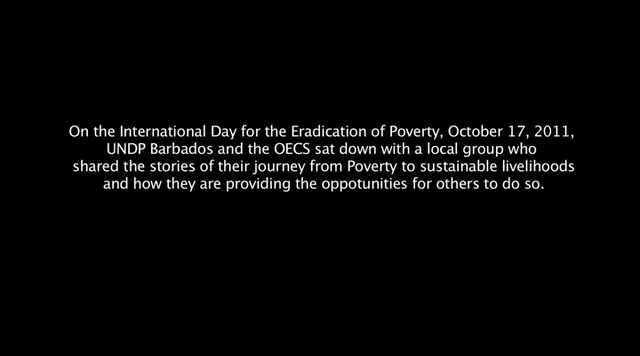 On the International Day for the Eradication of Poverty, October 17, 2011,
UNDP Barbados and the OECS sat down with a local group who
shared the stories of their journey from Poverty to sustainable livelihoods
and how they are providing the oppotunities for others to do so.